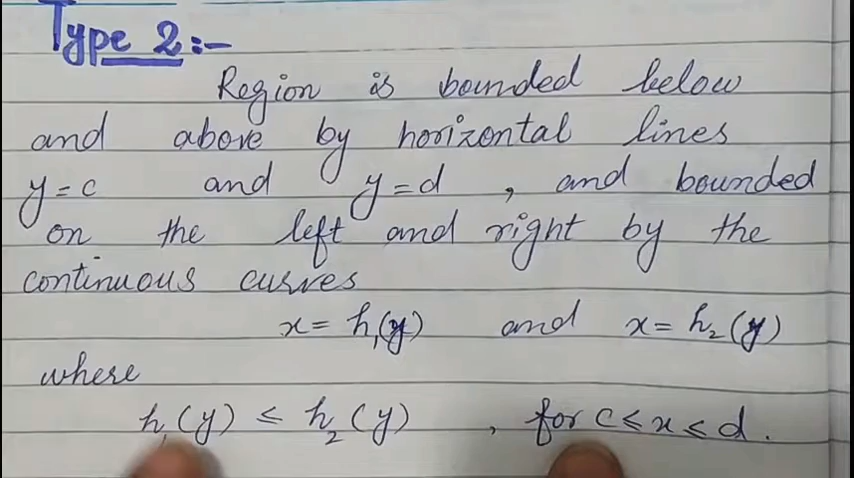 Type 2:-
Region is bounded below
and above by horizontal lines
y=c and y=d, and bounded
on the left and right by the
continuous curves
x= h₁(y) and x= h₂(y)
where
h₁(y) ≤ h₂(y), for c≤x≤d.